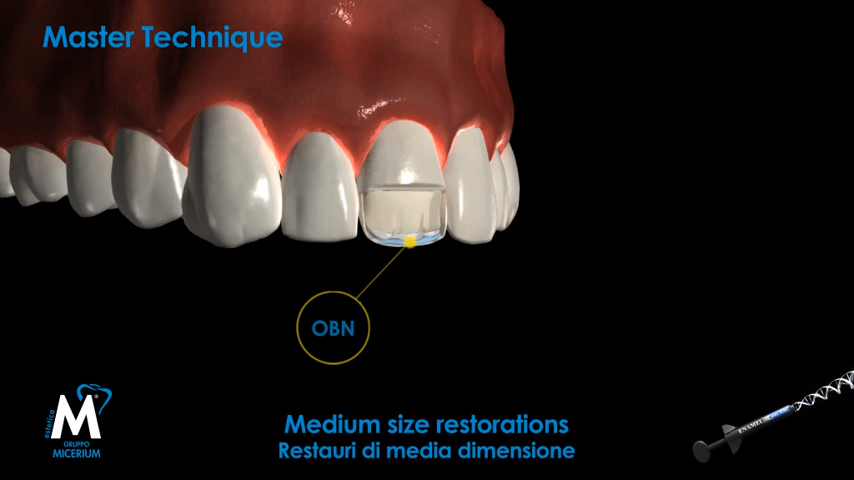 Master Technique
OBN
Medium size restorations
Restauri di media dimensione
estetica
M®
GRUPPO
MICERIUM
ENAMEL